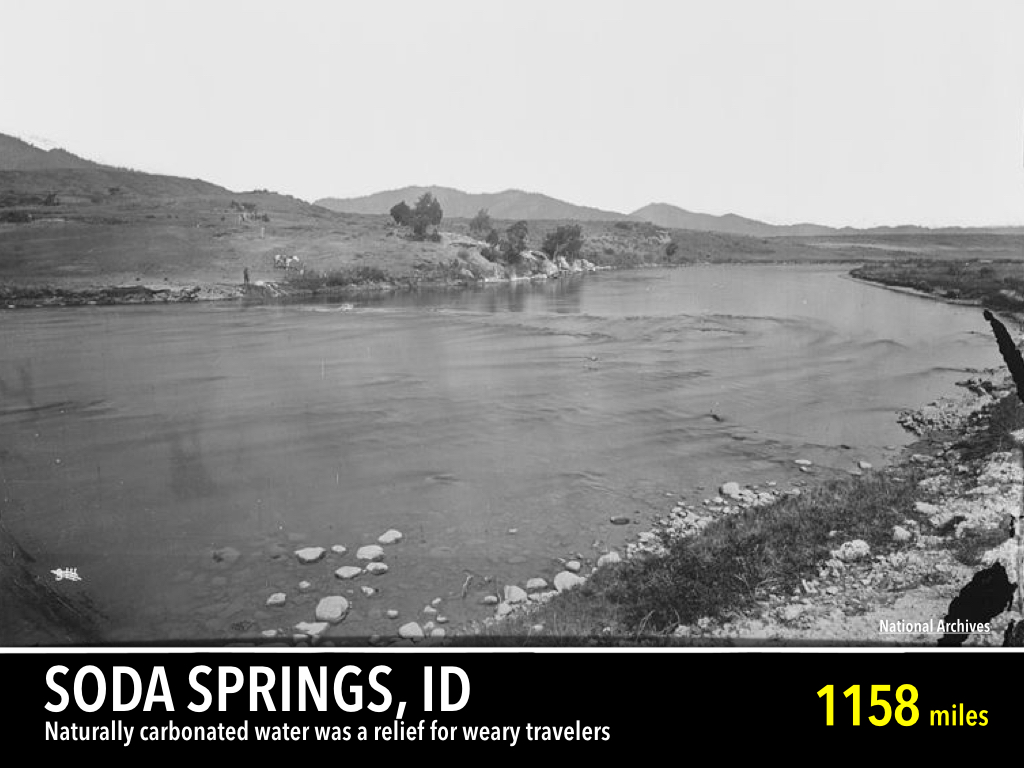 National Archives
SODA SPRINGS, ID
Naturally carbonated water was a relief for weary travelers
1158 miles